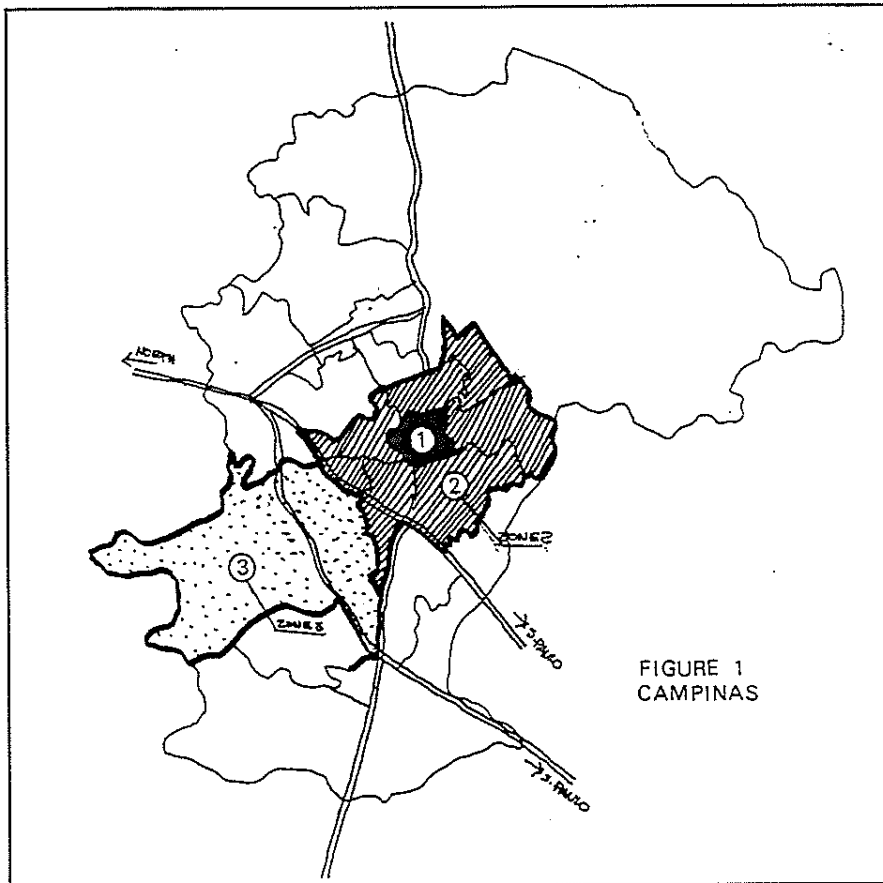 NORTH
1
2
ZONE 2
3
ZONE 3
→ S. PAULO
FIGURE 1
CAMPINAS
→ S. PAULO